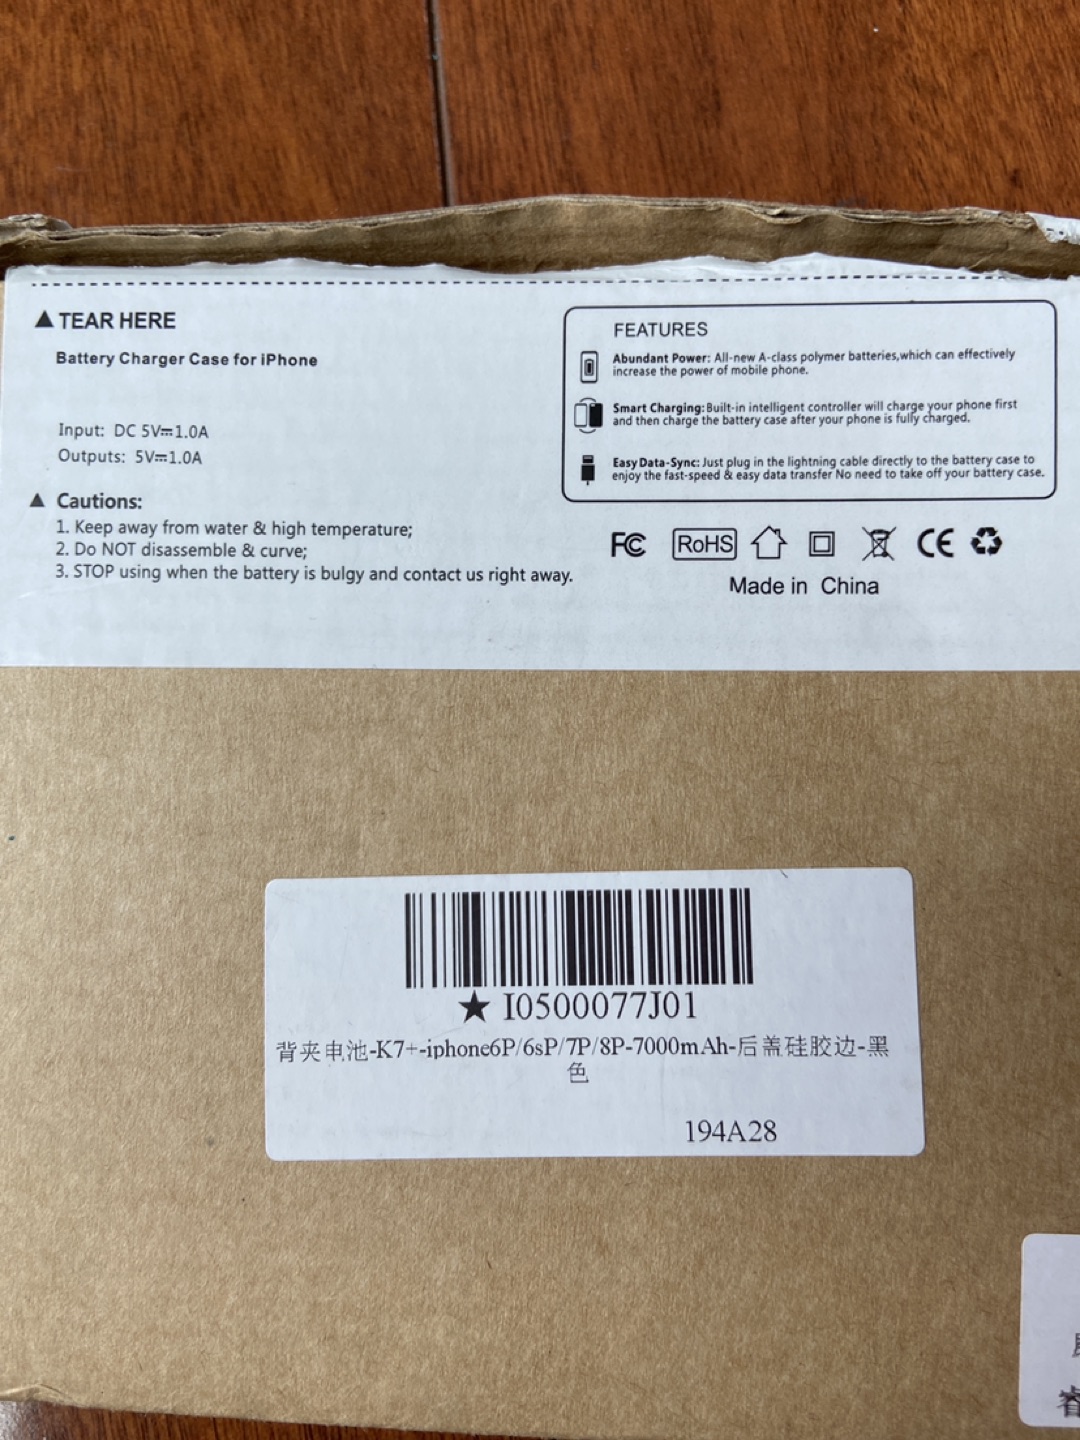 TEAR HERE
Battery Charger Case for iPhone
Input: DC 5V⎓1.0A
Outputs: 5V⎓1.0A
Cautions:
1. Keep away from water & high temperature;
2. Do NOT disassemble & curve;
3. STOP using when the battery is bulgy and contact us right away.
FEATURES
Abundant Power: All-new A-class polymer batteries,which can effectively
increase the power of mobile phone.
Smart Charging: Built-in intelligent controller will charge your phone first
and then charge the battery case after your phone is fully charged.
Easy Data-Sync: Just plug in the lightning cable directly to the battery case to
enjoy the fast-speed & easy data transfer No need to take off your battery case.
FC RoHS CE
Made in China
★ I0500077J01
背夹电池-K7+-iphone6P/6sP/7P/8P-7000mAh-后盖硅胶边-黑
色
194A28